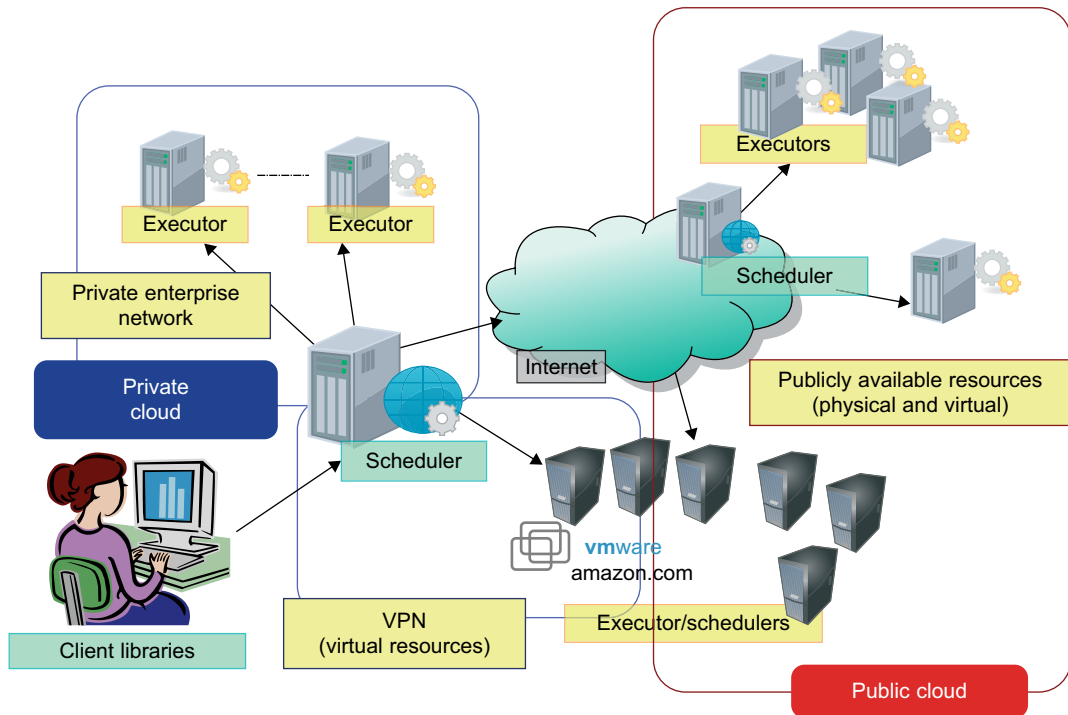 Executors
Executor
Executor
Scheduler
Private enterprise
network
Internet
Publicly available resources
(physical and virtual)
Private
cloud
Scheduler
vmware
amazon.com
VPN
(virtual resources)
Executor/schedulers
Client libraries
Public cloud